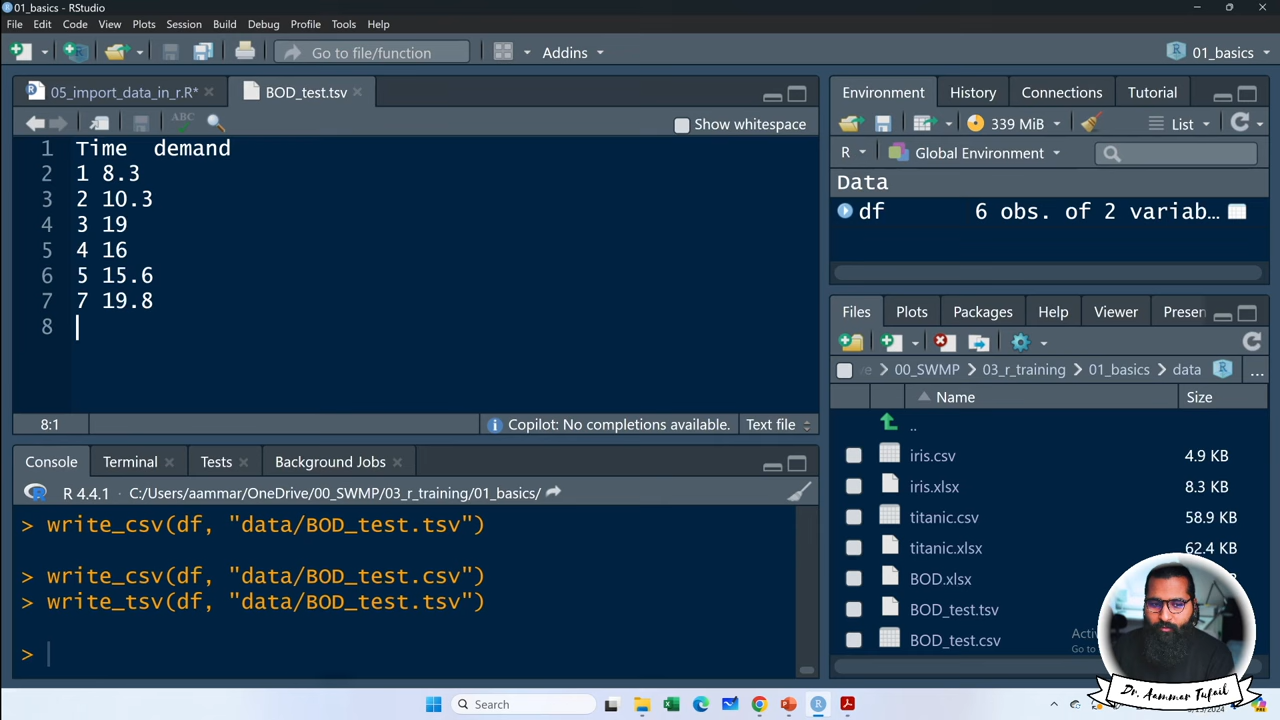 01_basics - RStudio
File Edit Code View Plots Session Build Debug Profile Tools Help
Go to file/function Addins 01_basics
05_import_data_in_r.R* BOD_test.tsv
ABC Show whitespace
1 Time demand
2 1 8.3
3 2 10.3
4 3 19
5 4 16
6 5 15.6
7 7 19.8
8
8:1 Copilot: No completions available. Text file
Console Terminal Tests Background Jobs
R 4.4.1 · C:/Users/aammar/OneDrive/00_SWMP/03_r_training/01_basics/
> write_csv(df, "data/BOD_test.tsv")
> write_csv(df, "data/BOD_test.csv")
> write_tsv(df, "data/BOD_test.tsv")
>
Environment History Connections Tutorial
339 MiB List
R Global Environment
Data
df 6 obs. of 2 variab…
Files Plots Packages Help Viewer Presen
00_SWMP 03_r_training 01_basics data ...
Name Size
..
iris.csv 4.9 KB
iris.xlsx 8.3 KB
titanic.csv 58.9 KB
titanic.xlsx 62.4 KB
BOD.xlsx
BOD_test.tsv
BOD_test.csv
Dr. Aammar Tufail
Search